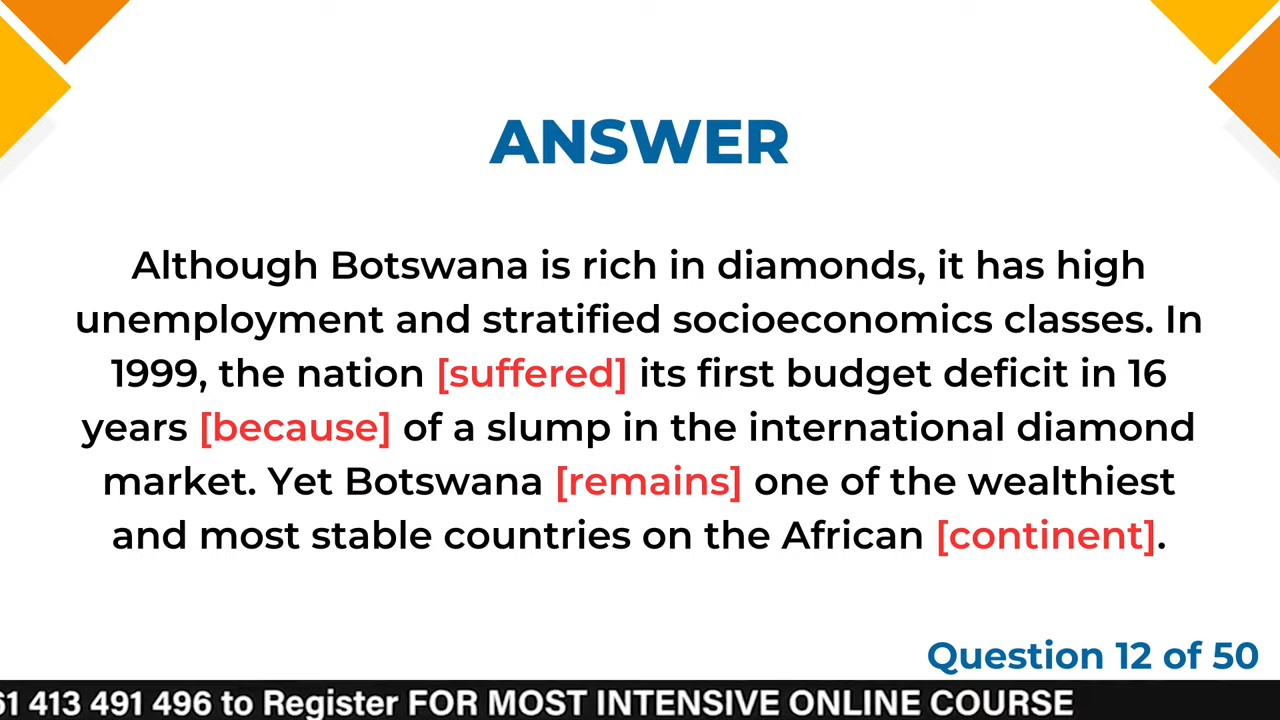 ANSWER
Although Botswana is rich in diamonds, it has high
unemployment and stratified socioeconomics classes. In
1999, the nation [suffered] its first budget deficit in 16
years [because] of a slump in the international diamond
market. Yet Botswana [remains] one of the wealthiest
and most stable countries on the African [continent].
Question 12 of 50
61 413 491 496 to Register FOR MOST INTENSIVE ONLINE COURSE